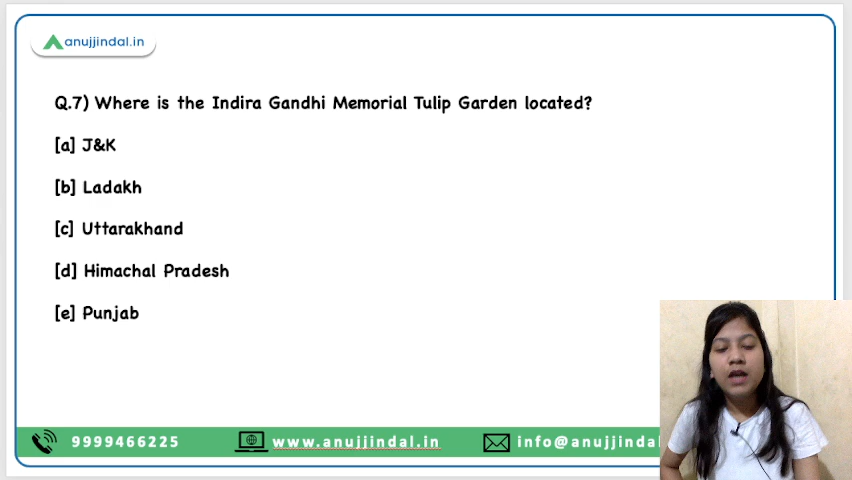 anujjindal.in
Q.7) Where is the Indira Gandhi Memorial Tulip Garden located?
[a] J&K
[b] Ladakh
[c] Uttarakhand
[d] Himachal Pradesh
[e] Punjab
9999466225 www.anujjindal.in info@anujjindal